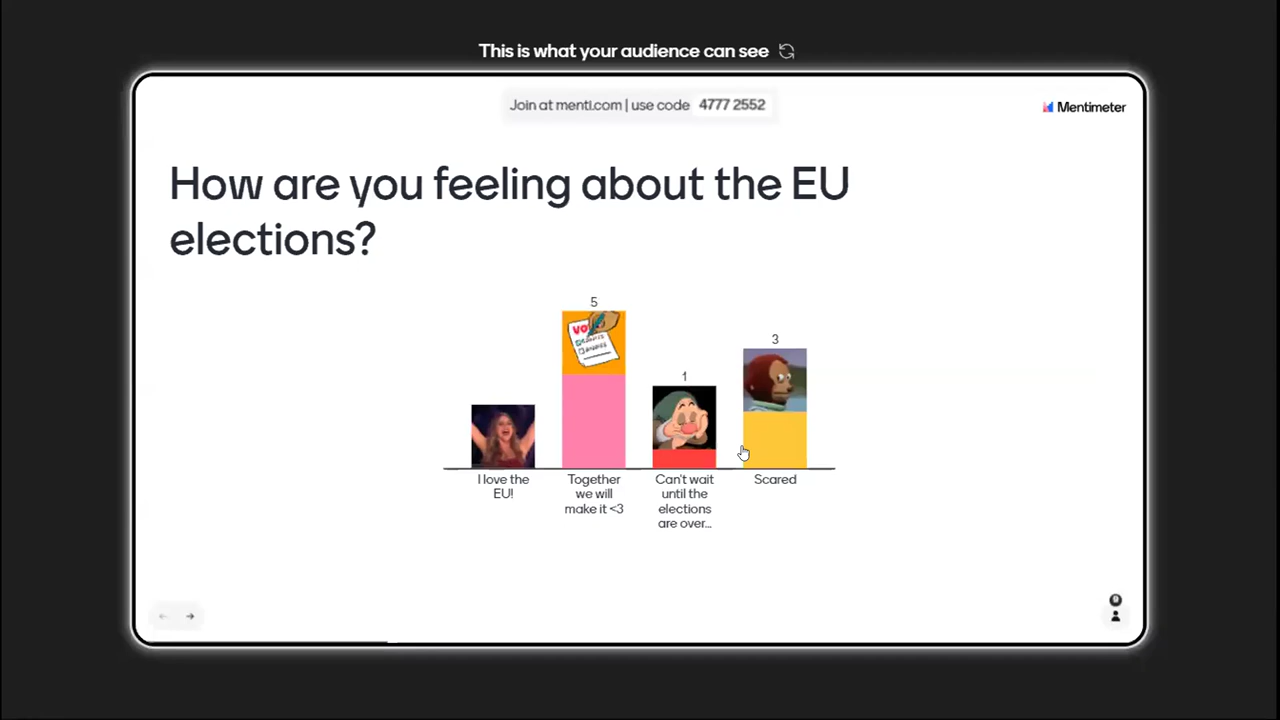 This is what your audience can see
Join at menti.com | use code 4777 2552
Mentimeter
How are you feeling about the EU
elections?
5
3
1
VO
I love the
EU!
Together
we will
make it <3
Can't wait
until the
elections
are over...
Scared